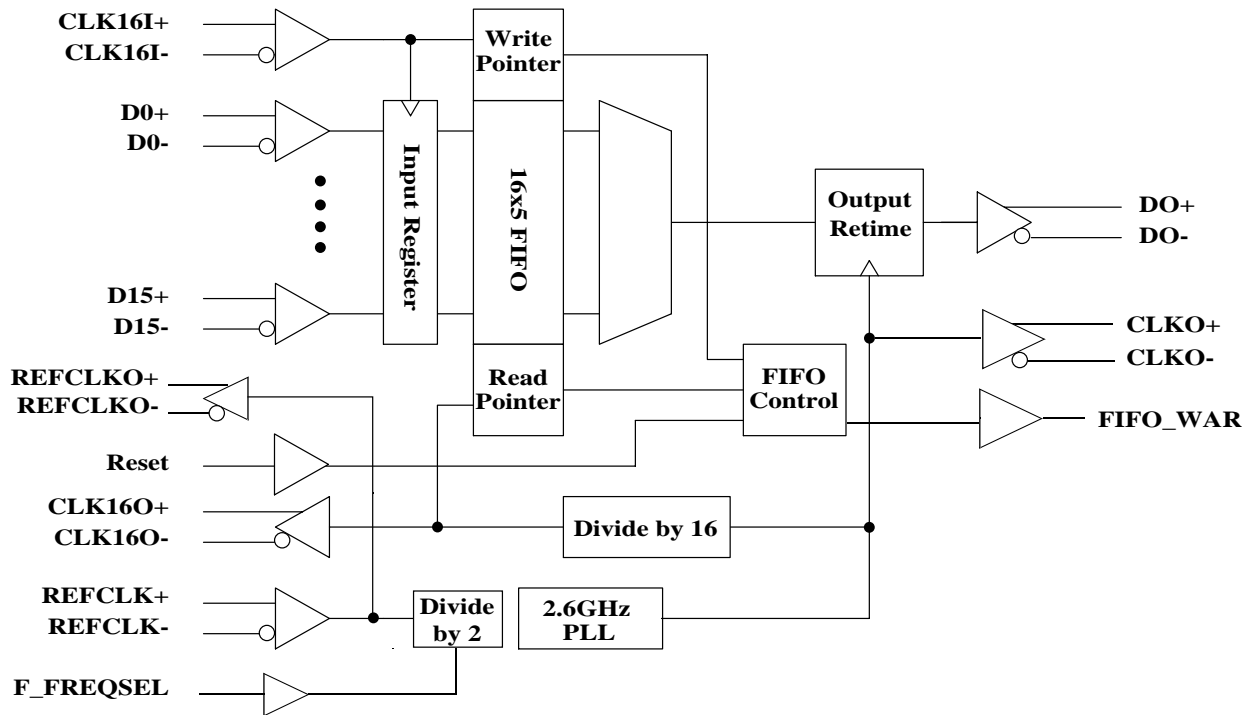 CLK16I+
CLK16I-
Write
Pointer
D0+
D0-
Input Register
16x5 FIFO
Output
Retime
DO+
DO-
D15+
D15-
CLKO+
CLKO-
REFCLKO+
REFCLKO-
Read
Pointer
FIFO
Control
FIFO_WAR
Reset
CLK16O+
CLK16O-
Divide by 16
REFCLK+
REFCLK-
Divide
by 2
2.6GHz
PLL
F_FREQSEL